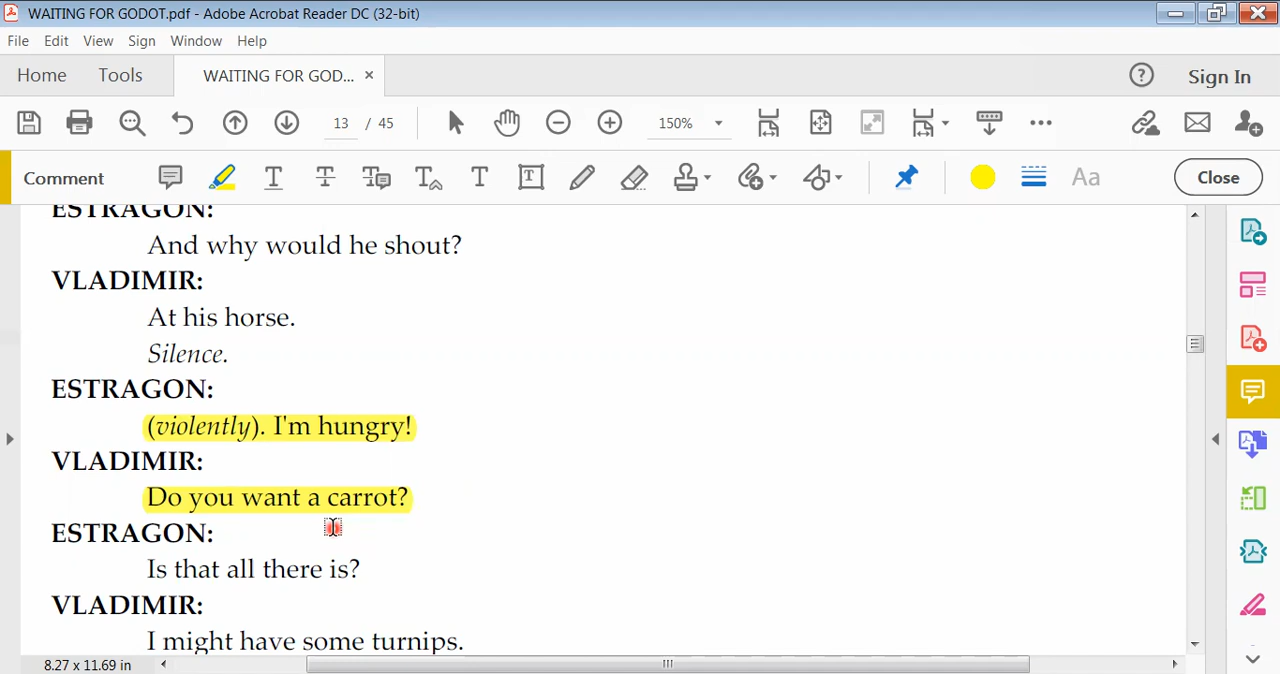 WAITING FOR GODOT.pdf - Adobe Acrobat Reader DC (32-bit)
File Edit View Sign Window Help
Home Tools WAITING FOR GOD... × ? Sign In
13 / 45 150%
Comment Aa Close
ESTRAGON:
And why would he shout?
VLADIMIR:
At his horse.
Silence.
ESTRAGON:
(violently). I'm hungry!
VLADIMIR:
Do you want a carrot?
ESTRAGON:
Is that all there is?
VLADIMIR:
I might have some turnips.
8.27 x 11.69 in